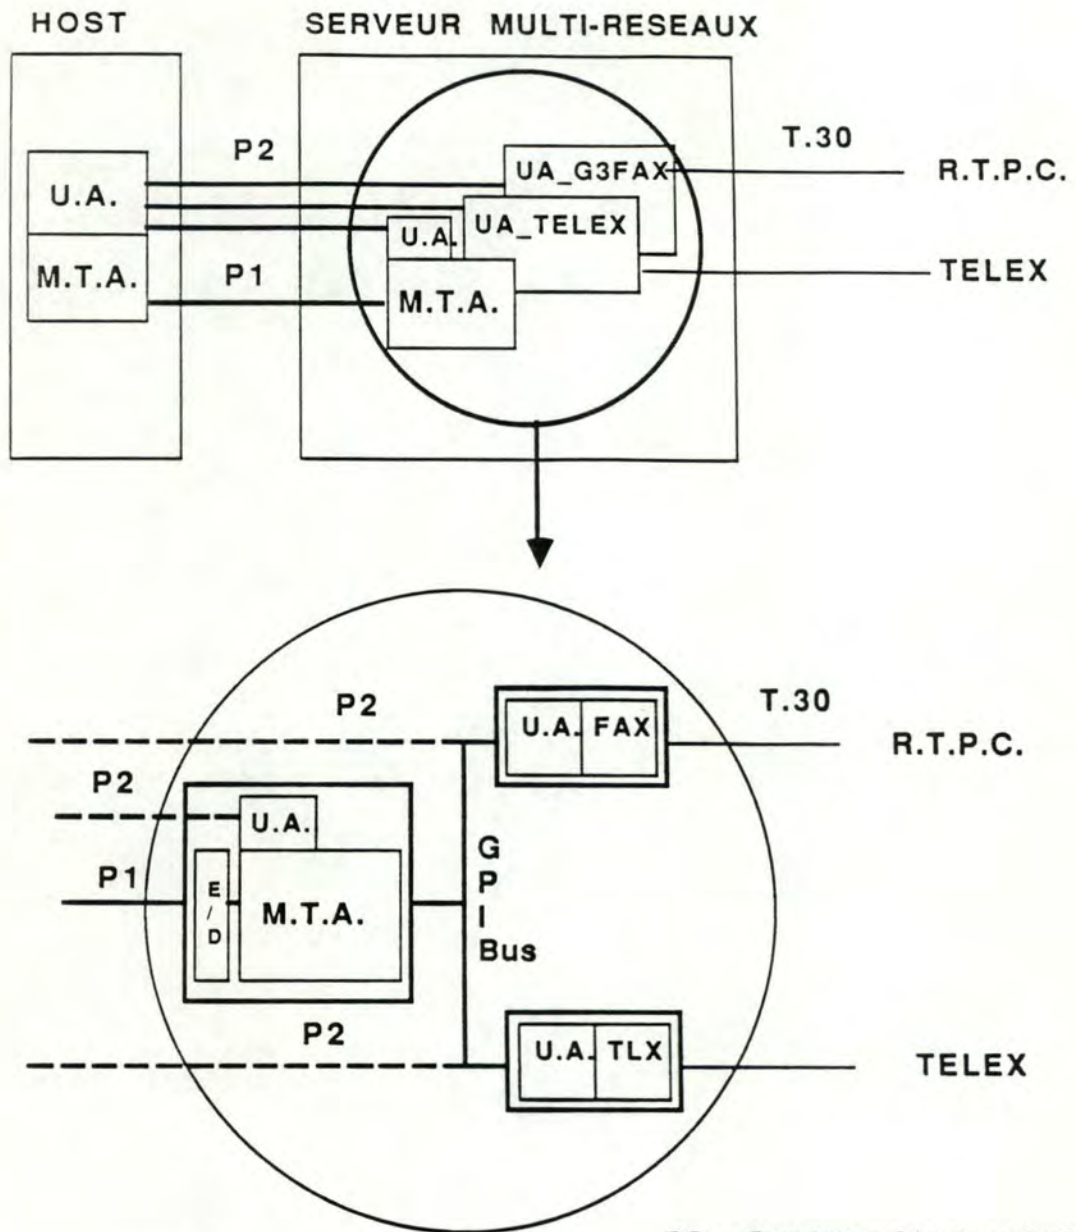 HOST
SERVEUR MULTI-RESEAUX
P2
T.30
UA_G3FAX
R.T.P.C.
U.A.
UA_TELEX
U.A.
M.T.A.
P1
M.T.A.
TELEX
P2
U.A. FAX
T.30
R.T.P.C.
P2
U.A.
P1
E/D
M.T.A.
GPI
Bus
P2
U.A. TLX
TELEX